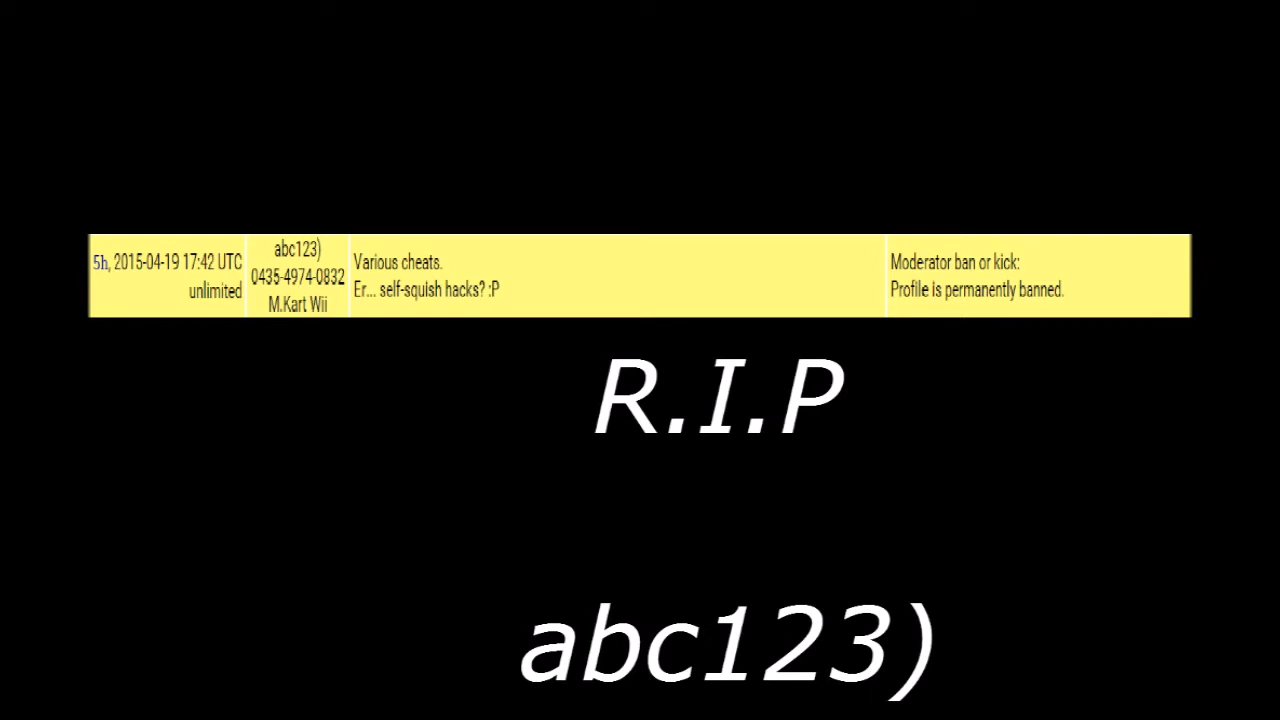 5h, 2015-04-19 17:42 UTC
unlimited
abc123)
0435-4974-0832
M.Kart Wii
Various cheats.
Er... self-squish hacks? :P
Moderator ban or kick:
Profile is permanently banned.
R.I.P
abc123)